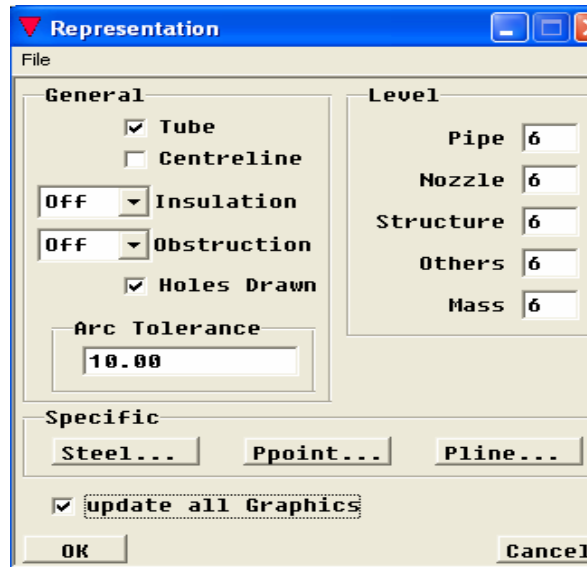 Representation
File
General
Tube
Centreline
Off Insulation
Off Obstruction
Holes Drawn
Arc Tolerance
10.00
Level
Pipe 6
Nozzle 6
Structure 6
Others 6
Mass 6
Specific
Steel... Ppoint... Pline...
update all Graphics
OK Cancel